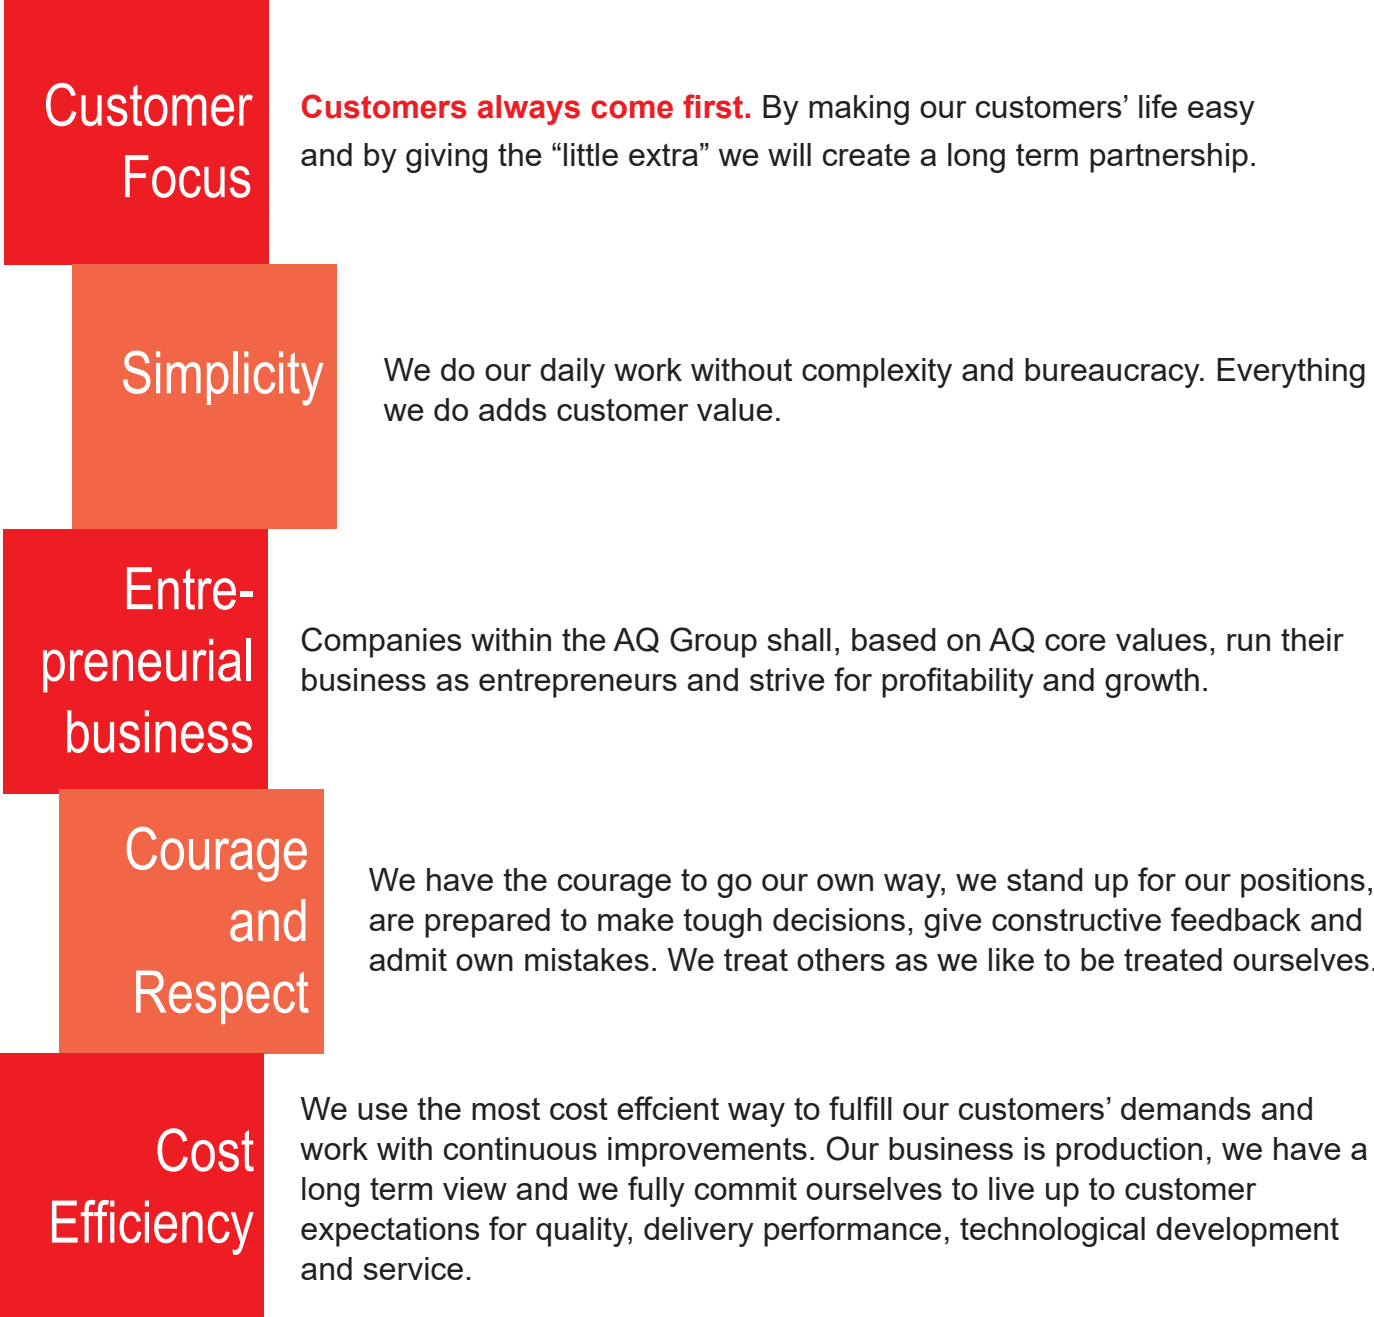 Customer
Focus
Customers always come first. By making our customers’ life easy
and by giving the “little extra” we will create a long term partnership.
Simplicity
We do our daily work without complexity and bureaucracy. Everything
we do adds customer value.
Entre-
preneurial
business
Companies within the AQ Group shall, based on AQ core values, run their
business as entrepreneurs and strive for profitability and growth.
Courage
and
Respect
We have the courage to go our own way, we stand up for our positions,
are prepared to make tough decisions, give constructive feedback and
admit own mistakes. We treat others as we like to be treated ourselves.
Cost
Efficiency
We use the most cost effcient way to fulfill our customers’ demands and
work with continuous improvements. Our business is production, we have a
long term view and we fully commit ourselves to live up to customer
expectations for quality, delivery performance, technological development
and service.